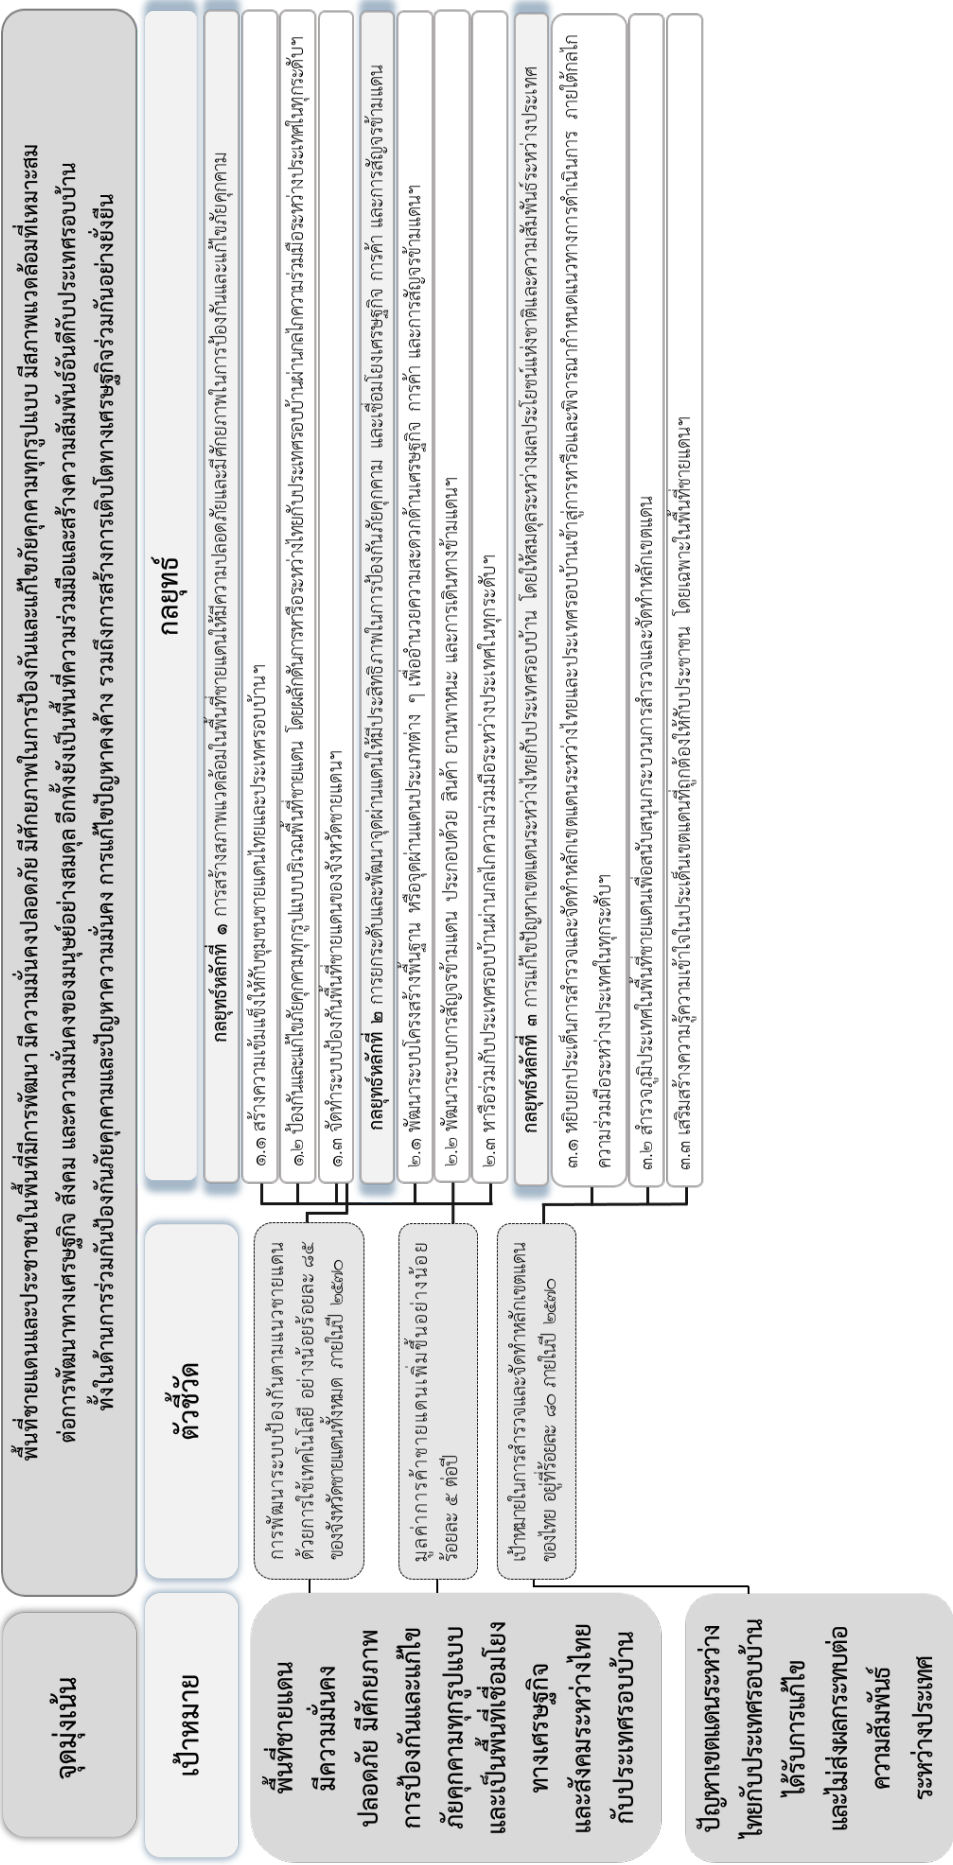 จุดมุ่งเน้น
พื้นที่ชายแดนและประชาชนในพื้นที่มีการพัฒนา มีความมั่นคงปลอดภัย มีศักยภาพในการป้องกันและแก้ไขภัยคุกคามทุกรูปแบบ มีสภาพแวดล้อมที่เหมาะสม
ต่อการพัฒนาทางเศรษฐกิจ สังคม และความมั่นคงของมนุษย์อย่างสมดุล อีกทั้งยังเป็นพื้นที่ความร่วมมือและสร้างความสัมพันธ์อันดีกับประเทศรอบบ้าน
ทั้งในด้านการร่วมกันป้องกันภัยคุกคามและปัญหาความมั่นคง การแก้ไขปัญหาคงค้าง รวมถึงการสร้างการเติบโตทางเศรษฐกิจร่วมกันอย่างยั่งยืน
เป้าหมาย
ตัวชี้วัด
กลยุทธ์
พื้นที่ชายแดน
มีความมั่นคง
ปลอดภัย มีศักยภาพ
การป้องกันและแก้ไข
ภัยคุกคามทุกรูปแบบ
และเป็นพื้นที่เชื่อมโยง
ทางเศรษฐกิจ
และสังคมระหว่างไทย
กับประเทศรอบบ้าน
ปัญหาเขตแดนระหว่าง
ไทยกับประเทศรอบบ้าน
ได้รับการแก้ไข
และไม่ส่งผลกระทบต่อ
ความสัมพันธ์
ระหว่างประเทศ
การพัฒนาระบบป้องกันตามแนวชายแดน
ด้วยการใช้เทคโนโลยี อย่างน้อยร้อยละ ๘๕
ของจังหวัดชายแดนทั้งหมด ภายในปี ๒๕๗๐
มูลค่าการค้าชายแดนเพิ่มขึ้นอย่างน้อย
ร้อยละ ๕ ต่อปี
เป้าหมายในการสำรวจและจัดทำหลักเขตแดน
ของไทย อยู่ที่ร้อยละ ๘๐ ภายในปี ๒๕๗๐
กลยุทธ์หลักที่ ๑ การสร้างสภาพแวดล้อมในพื้นที่ชายแดนให้มีความปลอดภัยและมีศักยภาพในการป้องกันและแก้ไขภัยคุกคาม
๑.๑ สร้างความเข้มแข็งให้กับชุมชนชายแดนไทยและประเทศรอบบ้านฯ
๑.๒ ป้องกันและแก้ไขภัยคุกคามทุกรูปแบบบริเวณพื้นที่ชายแดน โดยผลักดันการหารือระหว่างไทยกับประเทศรอบบ้านผ่านกลไกความร่วมมือระหว่างประเทศในทุกระดับฯ
๑.๓ จัดทำระบบป้องกันพื้นที่ชายแดนของจังหวัดชายแดนฯ
กลยุทธ์หลักที่ ๒ การยกระดับและพัฒนาจุดผ่านแดนให้มีประสิทธิภาพในการป้องกันภัยคุกคาม และเชื่อมโยงเศรษฐกิจ การค้า และการสัญจรข้ามแดน
๒.๑ พัฒนาระบบโครงสร้างพื้นฐาน หรือจุดผ่านแดนประเภทต่าง ๆ เพื่ออำนวยความสะดวกด้านเศรษฐกิจ การค้า และการสัญจรข้ามแดนฯ
๒.๒ พัฒนาระบบการสัญจรข้ามแดน ประกอบด้วย สินค้า ยานพาหนะ และการเดินทางข้ามแดนฯ
๒.๓ หารือร่วมกับประเทศรอบบ้านผ่านกลไกความร่วมมือระหว่างประเทศในทุกระดับฯ
กลยุทธ์หลักที่ ๓ การแก้ไขปัญหาเขตแดนระหว่างไทยกับประเทศรอบบ้าน โดยให้สมดุลระหว่างผลประโยชน์แห่งชาติและความสัมพันธ์ระหว่างประเทศ
๓.๑ หยิบยกประเด็นการสำรวจและจัดทำหลักเขตแดนระหว่างไทยและประเทศรอบบ้านเข้าสู่การหารือและพิจารณากำหนดแนวทางการดำเนินการ ภายใต้กลไก
ความร่วมมือระหว่างประเทศในทุกระดับฯ
๓.๒ สำรวจภูมิประเทศในพื้นที่ชายแดนเพื่อสนับสนุนกระบวนการสำรวจและจัดทำหลักเขตแดน
๓.๓ เสริมสร้างความรู้ความเข้าใจในประเด็นเขตแดนที่ถูกต้องให้กับประชาชน โดยเฉพาะในพื้นที่ชายแดนฯ